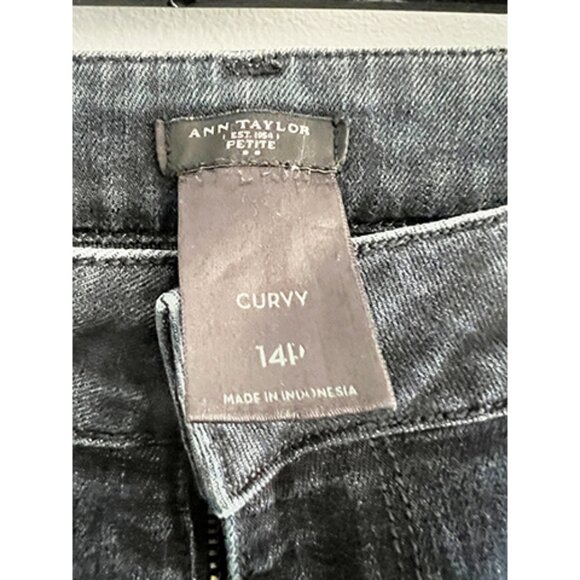 ANN TAYLOR
EST. 1954
PETITE
CURVY
14P
MADE IN INDONESIA